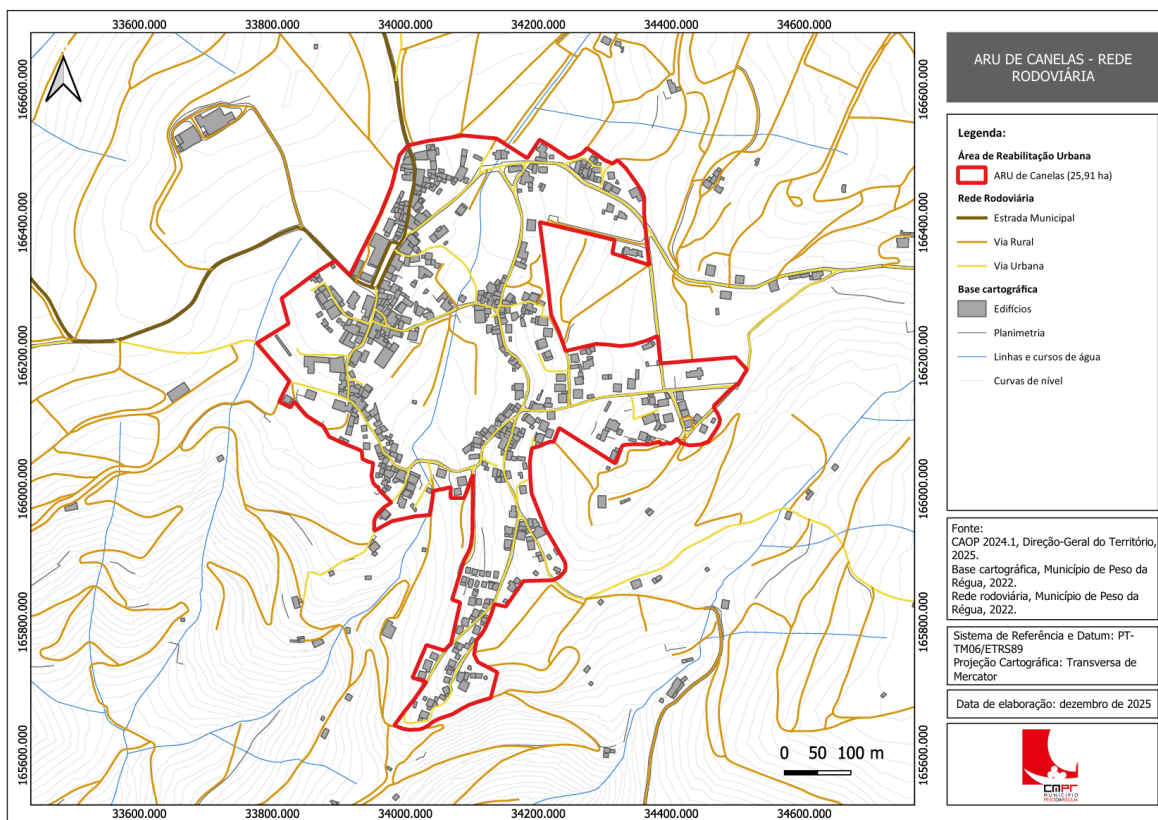 33600.000 33800.000 34000.000 34200.000 34400.000 34600.000
166600.000
166400.000
166200.000
166000.000
165800.000
165600.000
166600.000
166400.000
166200.000
166000.000
165800.000
165600.000
0 50 100 m
33600.000 33800.000 34000.000 34200.000 34400.000 34600.000
ARU DE CANELAS - REDE
RODOVIÁRIA
Legenda:
Área de Reabilitação Urbana
ARU de Canelas (25,91 ha)
Rede Rodoviária
Estrada Municipal
Via Rural
Via Urbana
Base cartográfica
Edifícios
Planimetria
Linhas e cursos de água
Curvas de nível
Fonte:
CAOP 2024.1, Direção-Geral do Território,
2025.
Base cartográfica, Município de Peso da
Régua, 2022.
Rede rodoviária, Município de Peso da
Régua, 2022.
Sistema de Referência e Datum: PT-
TM06/ETRS89
Projeção Cartográfica: Transversa de
Mercator
Data de elaboração: dezembro de 2025
CMPR
MUNICÍPIO
PESODARÉGUA